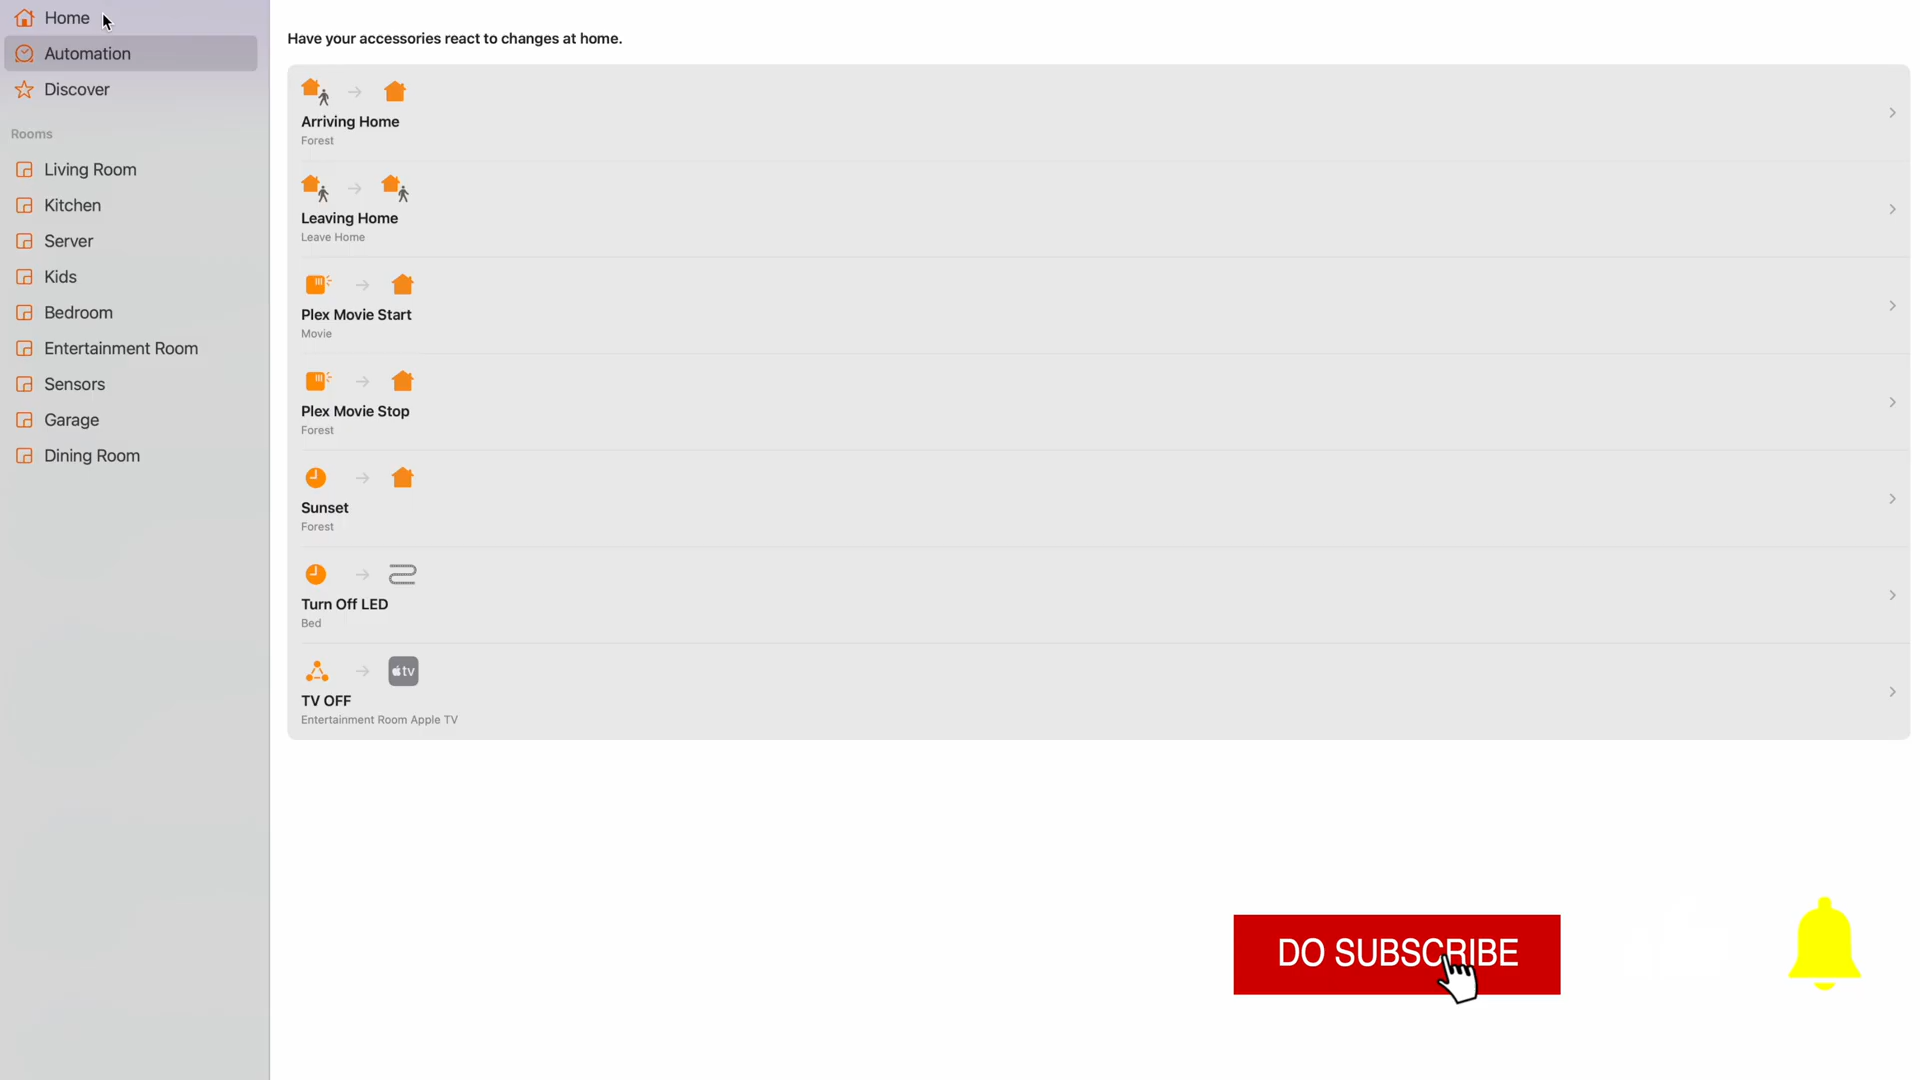 Home
Automation
Discover
Rooms
Living Room
Kitchen
Server
Kids
Bedroom
Entertainment Room
Sensors
Garage
Dining Room
Have your accessories react to changes at home.
Arriving Home
Forest
Leaving Home
Leave Home
Plex Movie Start
Movie
Plex Movie Stop
Forest
Sunset
Forest
Turn Off LED
Bed
tv
TV OFF
Entertainment Room Apple TV
DO SUBSCRIBE